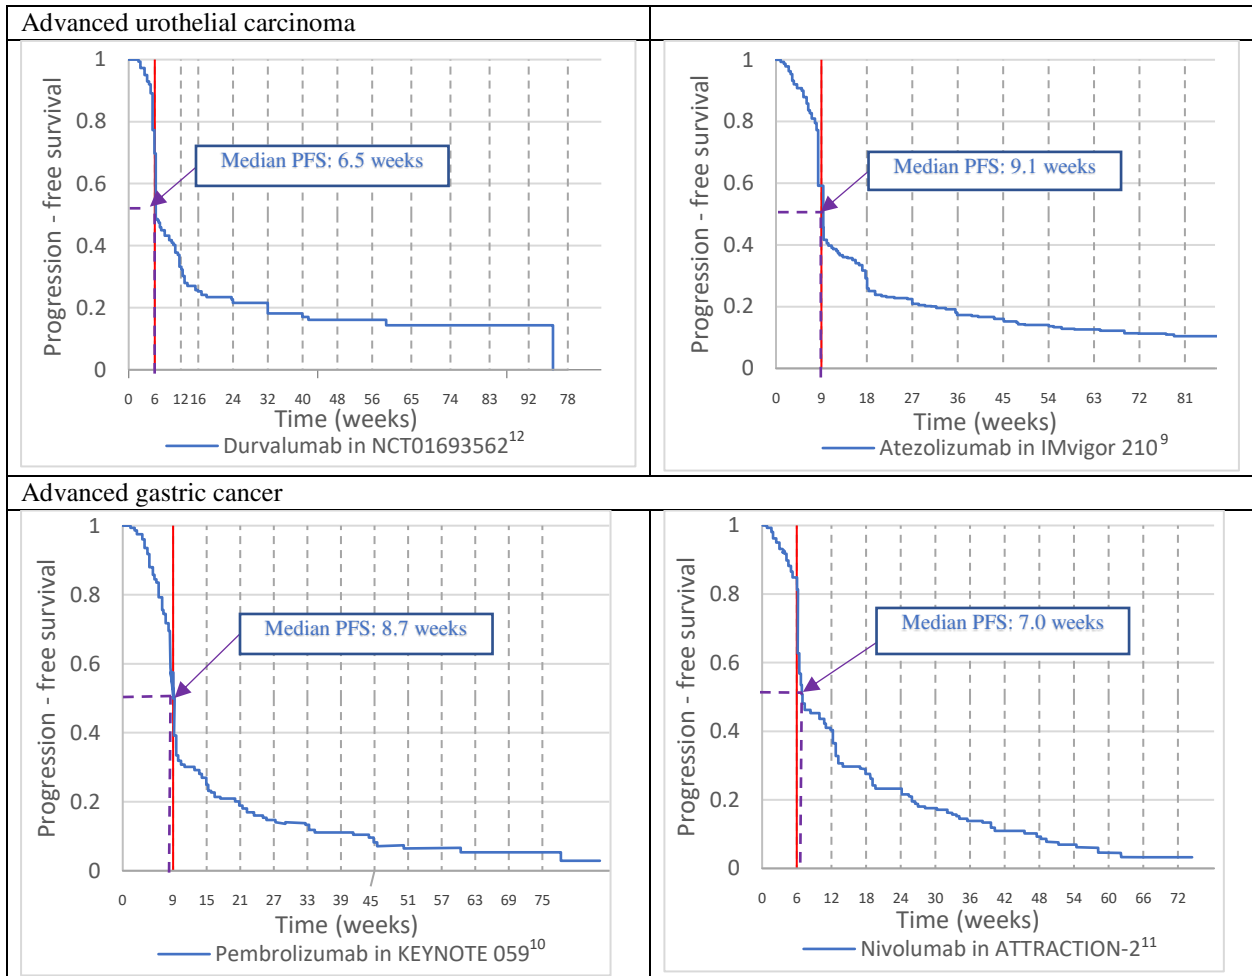 Advanced urothelial carcinoma
Progression - free survival
1
0.8
0.6
0.4
0.2
0
Median PFS: 6.5 weeks
0 6 12 16 24 32 40 48 56 65 74 83 92 78
Time (weeks)
Durvalumab in NCT01693562¹²
Progression - free survival
1
0.8
0.6
0.4
0.2
0
Median PFS: 9.1 weeks
0 9 18 27 36 45 54 63 72 81
Time (weeks)
Atezolizumab in IMvigor 210⁹
Advanced gastric cancer
Progression - free survival
1
0.8
0.6
0.4
0.2
0
Median PFS: 8.7 weeks
0 9 15 21 27 33 39 45 51 57 63 69 75
Time (weeks)
Pembrolizumab in KEYNOTE 059¹⁰
Progression - free survival
1
0.8
0.6
0.4
0.2
0
Median PFS: 7.0 weeks
0 6 12 18 24 30 36 42 48 54 60 66 72
Time (weeks)
Nivolumab in ATTRACTION-2¹¹